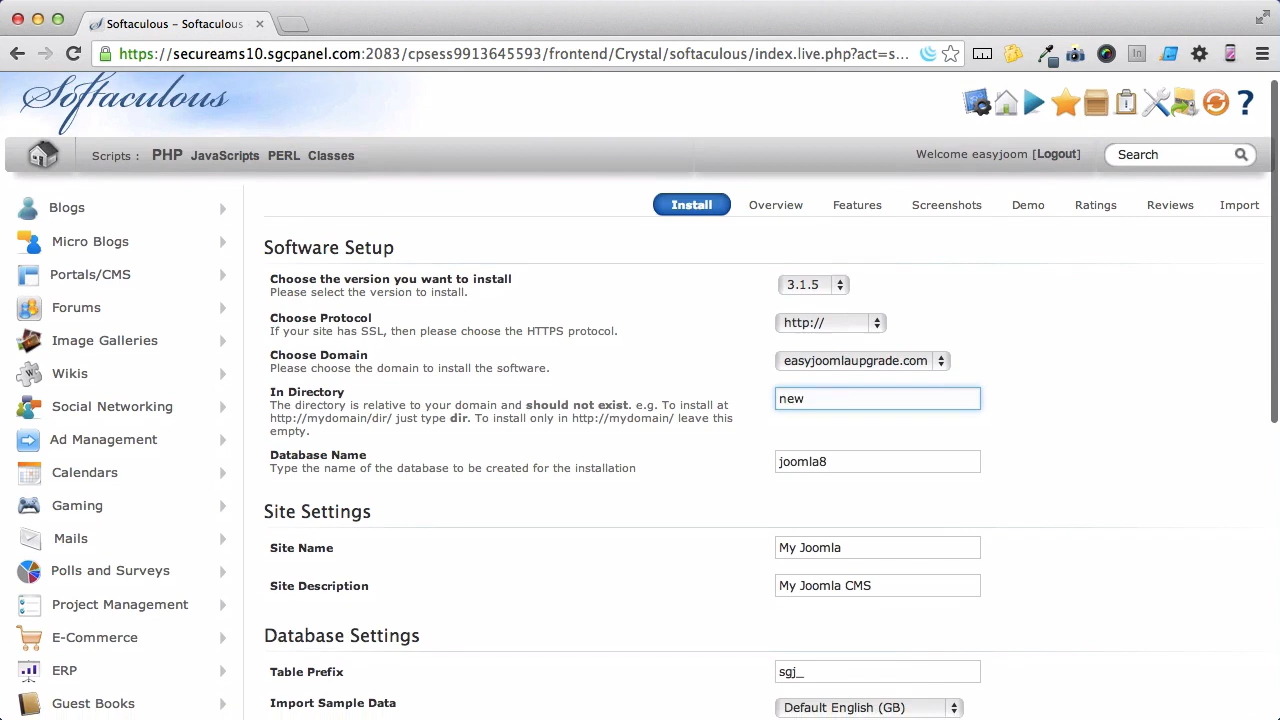 Softaculous - Softaculous
https://secureams10.sgcpanel.com:2083/cpsess9913645593/frontend/Crystal/softaculous/index.live.php?act=s...
Softaculous
Scripts : PHP JavaScripts PERL Classes
Welcome easyjoom [Logout]
Search
Install Overview Features Screenshots Demo Ratings Reviews Import
Blogs
Micro Blogs
Portals/CMS
Forums
Image Galleries
Wikis
Social Networking
Ad Management
Calendars
Gaming
Mails
Polls and Surveys
Project Management
E-Commerce
ERP
Guest Books
Software Setup
Choose the version you want to install
Please select the version to install.
3.1.5
Choose Protocol
If your site has SSL, then please choose the HTTPS protocol.
http://
Choose Domain
Please choose the domain to install the software.
easyjoomlaupgrade.com
In Directory
The directory is relative to your domain and should not exist. e.g. To install at
http://mydomain/dir/ just type dir. To install only in http://mydomain/ leave this
empty.
new
Database Name
Type the name of the database to be created for the installation
joomla8
Site Settings
Site Name
My Joomla
Site Description
My Joomla CMS
Database Settings
Table Prefix
sgj_
Import Sample Data
Default English (GB)